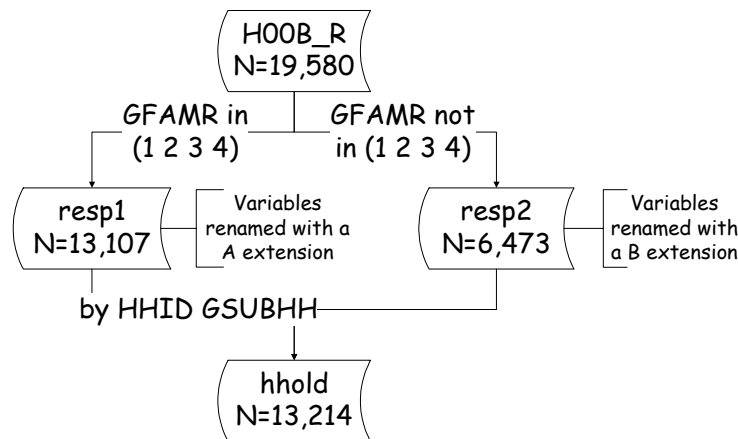 H00B_R
N=19,580
GFAMR in
(1 2 3 4)
GFAMR not
in (1 2 3 4)
resp1
N=13,107
Variables
renamed with a
A extension
resp2
N=6,473
Variables
renamed with
a B extension
by HHID GSUBHH
hhold
N=13,214